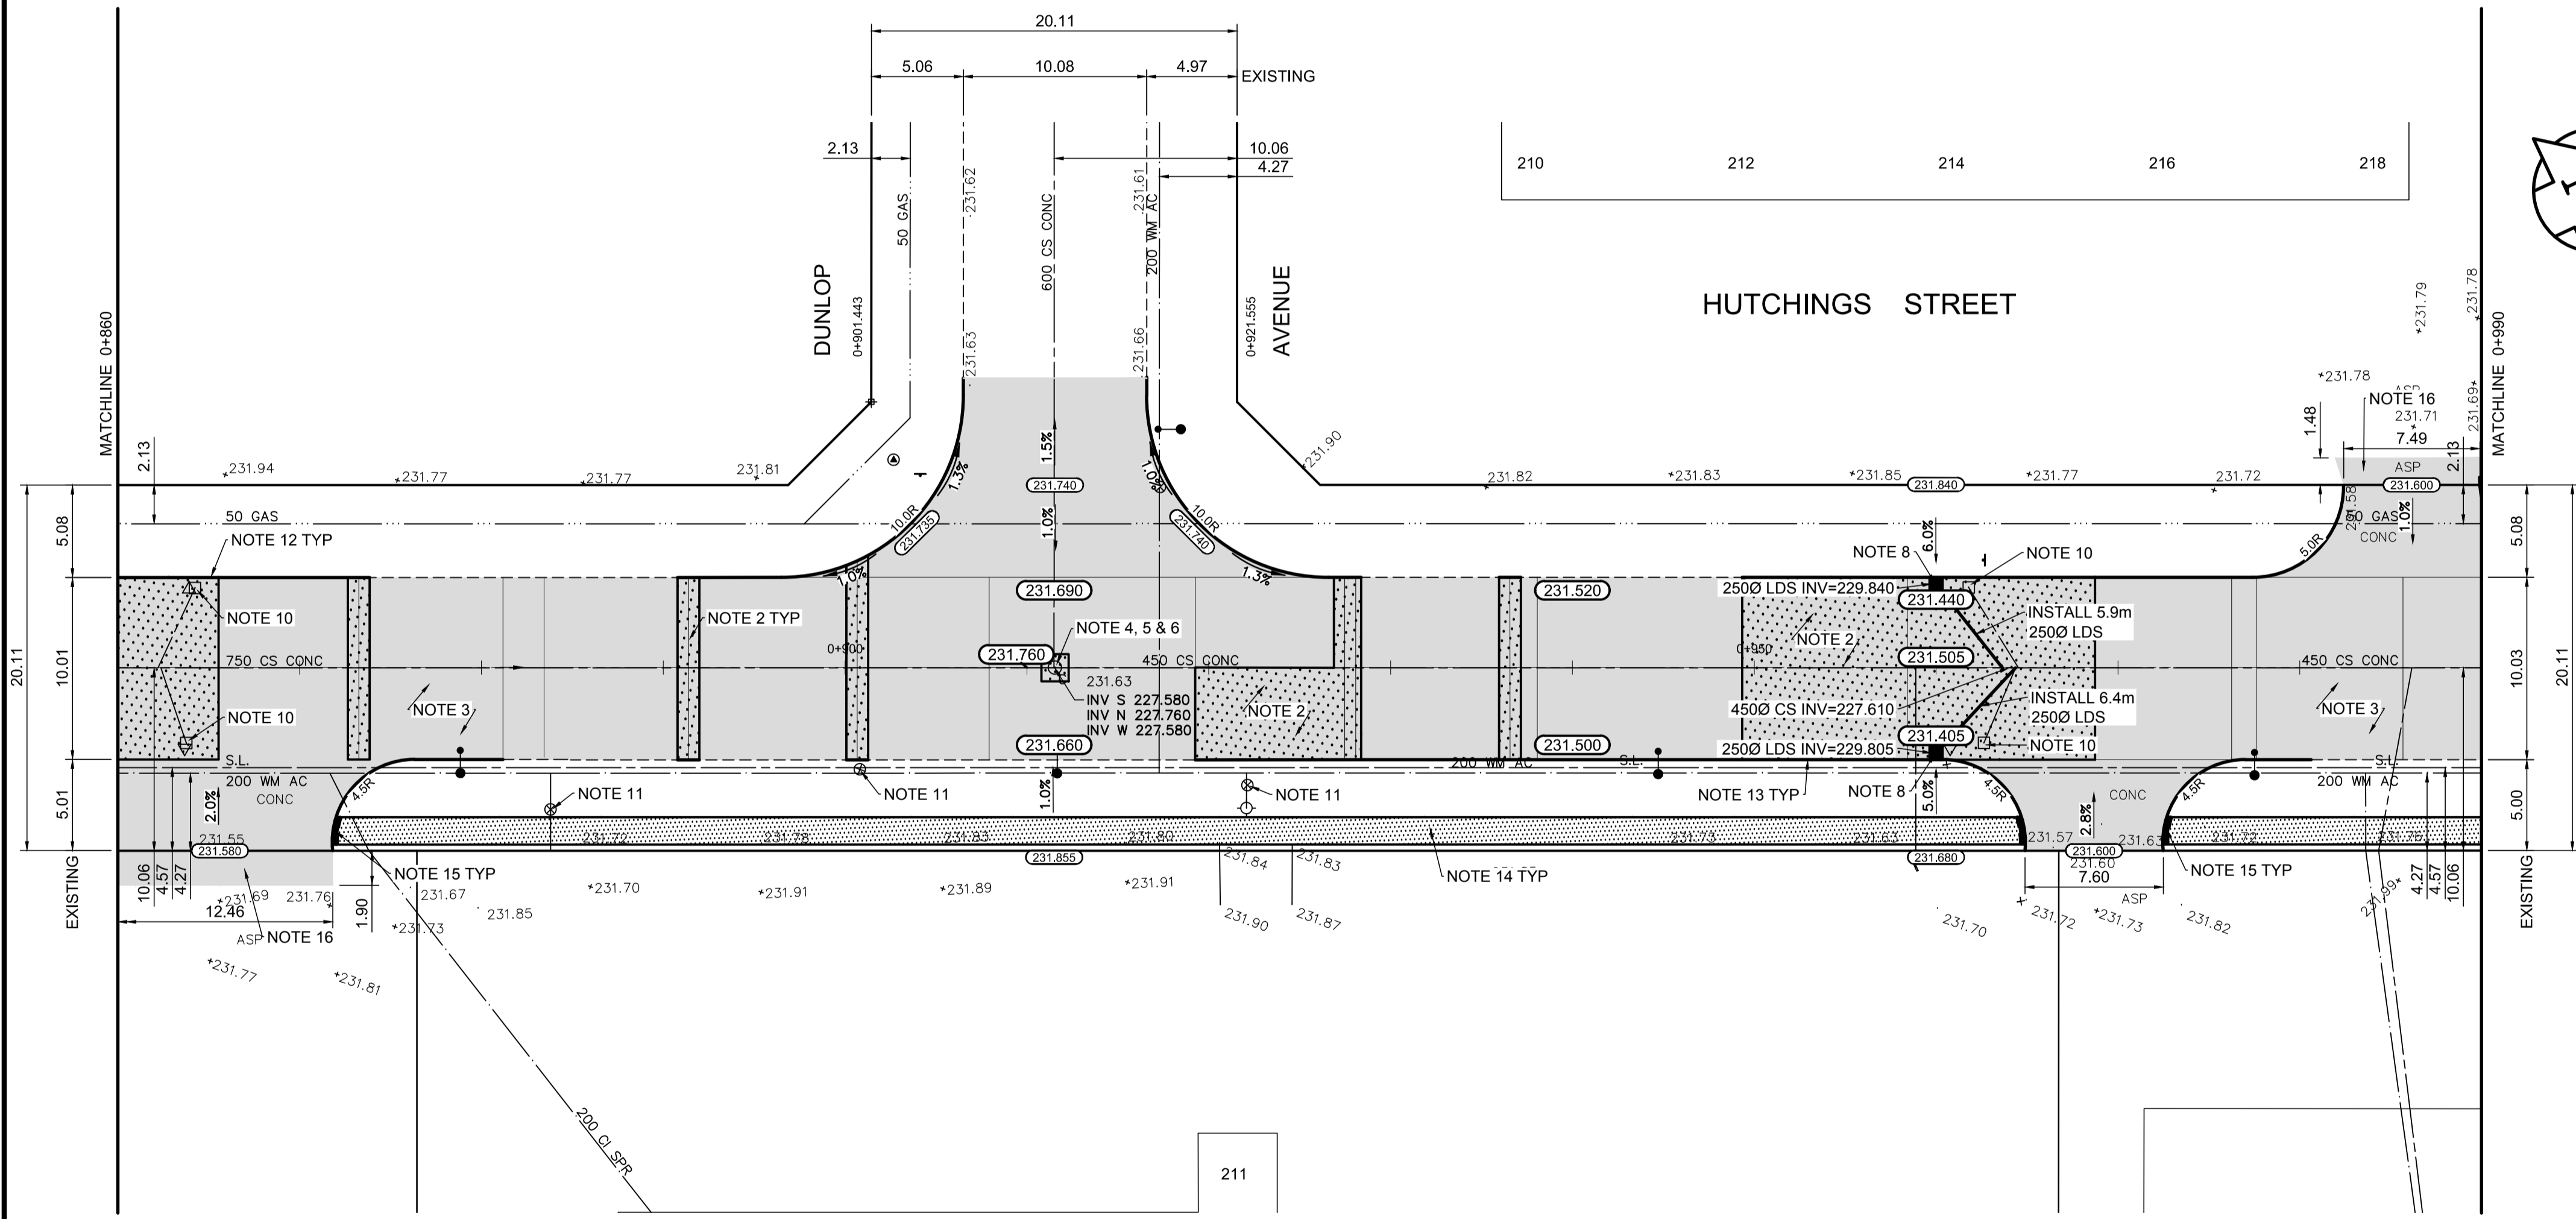 20.11
5.06
10.08
4.97
EXISTING
2.13
10.06
4.27
50 GAS
231.62
600 CS CONC
231.61
200 WM AC
DUNLOP
0+901.443
231.63
231.66
0+921.555
AVENUE
210
212
214
216
218
HUTCHINGS STREET
MATCHLINE 0+860
MATCHLINE 0+990
231.79
231.78
231.78
NOTE 16
231.71
231.69
7.49
1.48
2.13
ASP
231.600
231.58
50 GAS
1.0%
CONC
5.0R
2.13
231.94
231.77
231.77
231.81
1.5%
1.3%
1.0%
231.740
1.0%
10.0R
231.735
10.0R
231.740
1.0%
1.3%
231.90
231.82
231.83
231.85
231.840
231.77
231.72
50 GAS
NOTE 12 TYP
5.08
10.01
20.11
5.01
5.08
10.03
20.11
5.00
NOTE 8
6.0%
NOTE 10
250Ø LDS INV=229.840
231.440
INSTALL 5.9m
250Ø LDS
NOTE 10
NOTE 2 TYP
231.690
231.520
NOTE 4, 5 & 6
NOTE 2
0+900
231.760
0+950
231.505
750 CS CONC
450 CS CONC
450 CS CONC
231.63
INV S 227.580
INV N 227.760
INV W 227.580
NOTE 3
NOTE 10
NOTE 2
450Ø CS INV=227.610
INSTALL 6.4m
250Ø LDS
NOTE 3
231.660
231.500
231.405
250Ø LDS INV=229.805
NOTE 10
S.L.
200 WM AC
S.L.
S.L.
200 WM AC
200 WM AC
2.0%
CONC
4.5R
NOTE 11
NOTE 11
1.0%
NOTE 11
NOTE 13 TYP
NOTE 8
5.0%
4.5R
CONC
2.8%
4.5R
231.55
231.580
231.72
231.78
231.83
231.80
231.73
231.63
231.57
231.63
231.72
231.76
231.855
231.680
231.600
231.60
7.60
231.84
231.83
EXISTING
10.06
4.57
4.27
231.69
231.76
12.46
1.90
NOTE 15 TYP
231.67
231.85
231.73
231.70
231.91
231.89
231.91
231.90
231.87
NOTE 14 TYP
NOTE 15 TYP
231.70
231.72
231.73
ASP
231.82
231.99
4.27
4.57
10.06
EXISTING
ASP
NOTE 16
231.77
231.81
200 CI SPR
211